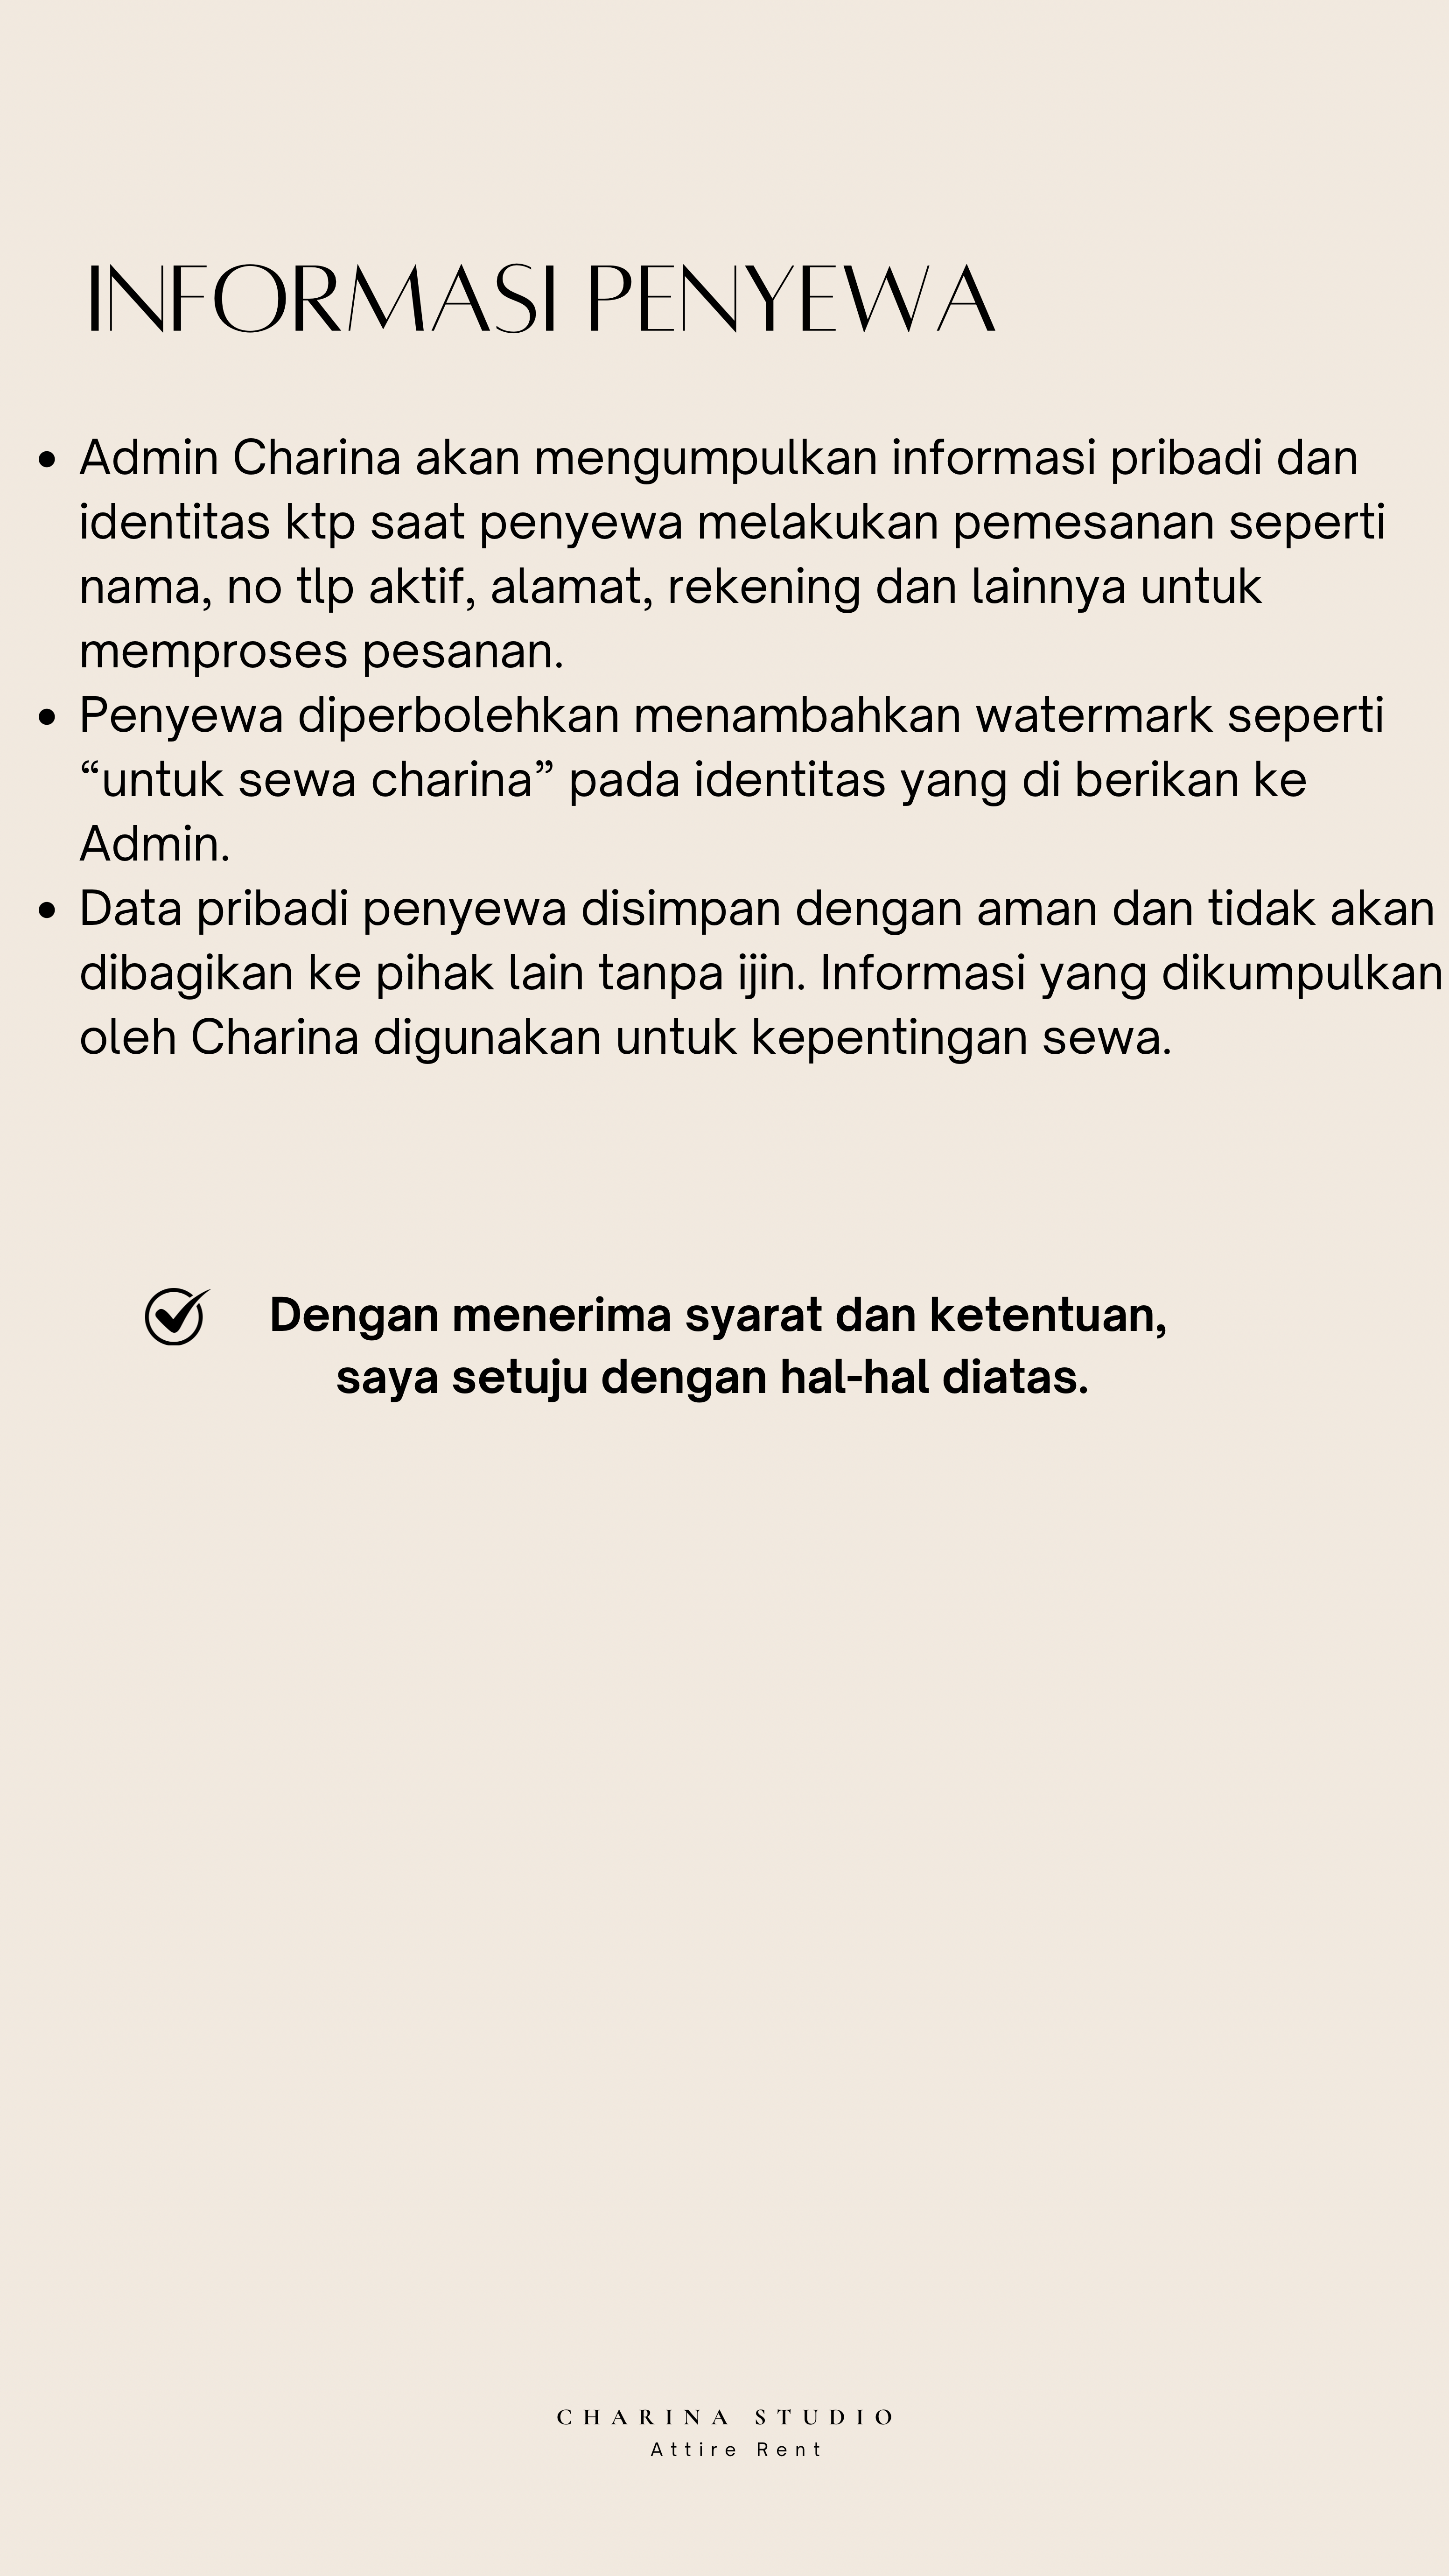 INFORMASI PENYEWA
• Admin Charina akan mengumpulkan informasi pribadi dan
identitas ktp saat penyewa melakukan pemesanan seperti
nama, no tlp aktif, alamat, rekening dan lainnya untuk
memproses pesanan.
• Penyewa diperbolehkan menambahkan watermark seperti
“untuk sewa charina” pada identitas yang di berikan ke
Admin.
• Data pribadi penyewa disimpan dengan aman dan tidak akan
dibagikan ke pihak lain tanpa ijin. Informasi yang dikumpulkan
oleh Charina digunakan untuk kepentingan sewa.
Dengan menerima syarat dan ketentuan,
saya setuju dengan hal-hal diatas.
CHARINA STUDIO
Attire Rent